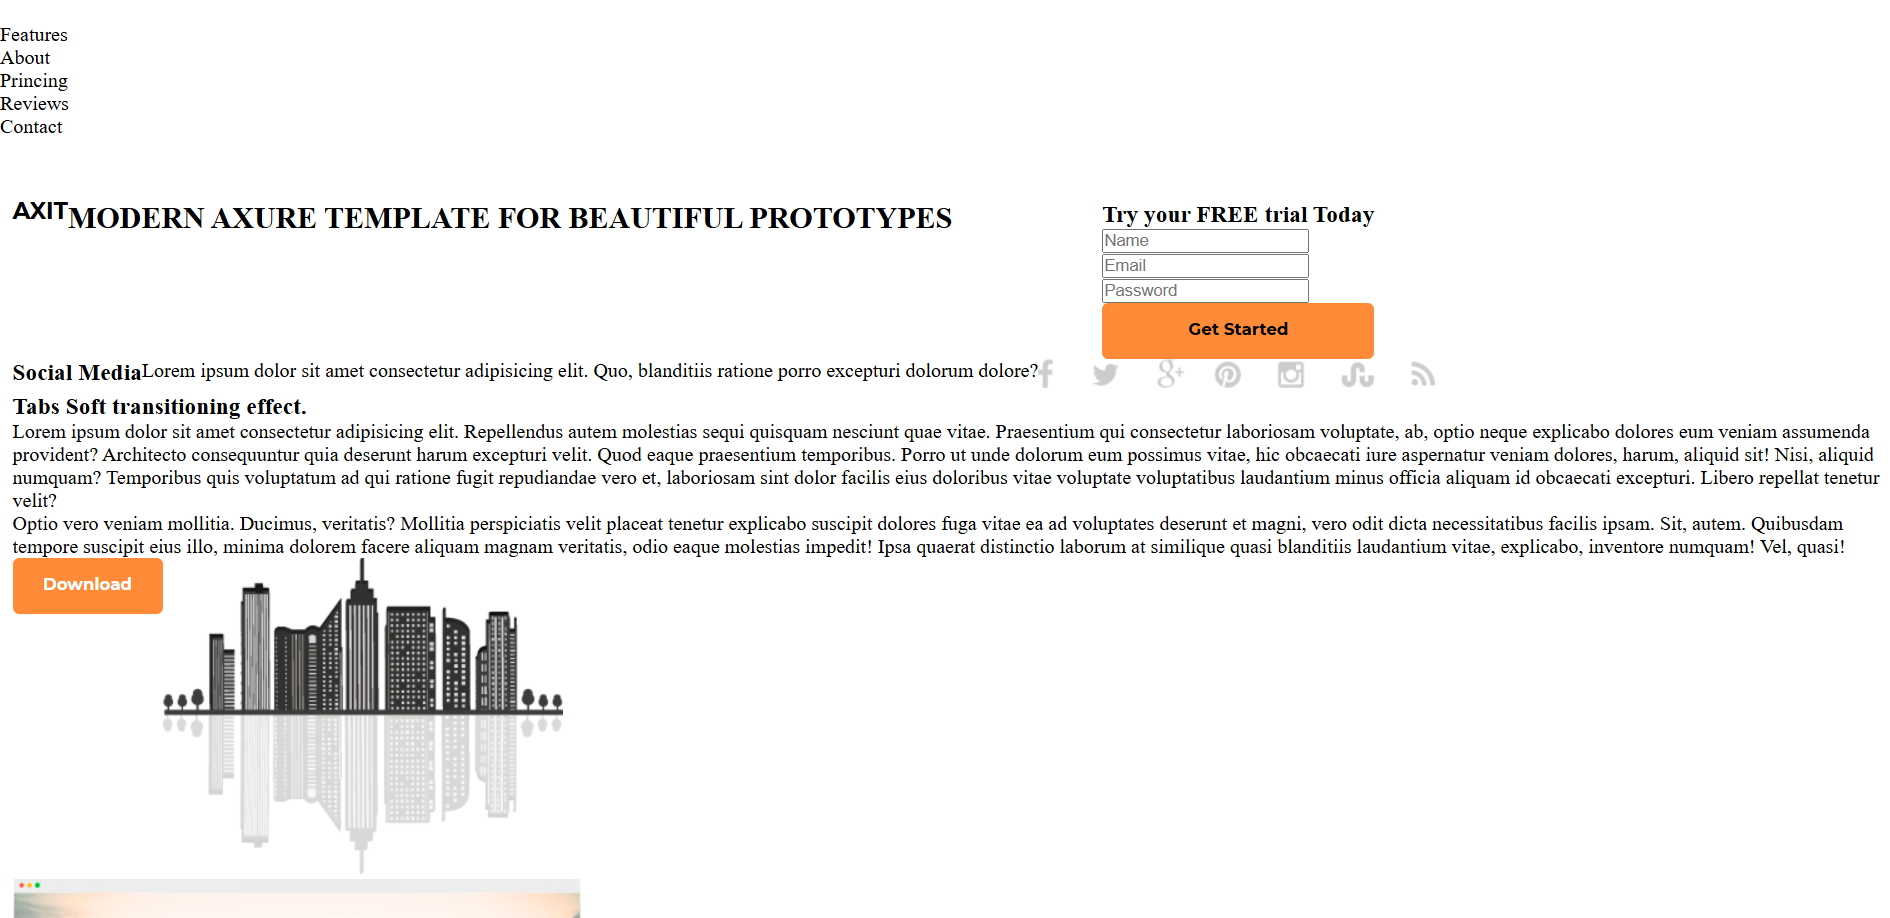 Features
About
Princing
Reviews
Contact
AXIT
MODERN AXURE TEMPLATE FOR BEAUTIFUL PROTOTYPES
Try your FREE trial Today
Name
Email
Password
Get Started
Social Media
Lorem ipsum dolor sit amet consectetur adipisicing elit. Quo, blanditiis ratione porro excepturi dolorum dolore?
Tabs Soft transitioning effect.
Lorem ipsum dolor sit amet consectetur adipisicing elit. Repellendus autem molestias sequi quisquam nesciunt quae vitae. Praesentium qui consectetur laboriosam voluptate, ab, optio neque explicabo dolores eum veniam assumenda
provident? Architecto consequuntur quia deserunt harum excepturi velit. Quod eaque praesentium temporibus. Porro ut unde dolorum eum possimus vitae, hic obcaecati iure aspernatur veniam dolores, harum, aliquid sit! Nisi, aliquid
numquam? Temporibus quis voluptatum ad qui ratione fugit repudiandae vero et, laboriosam sint dolor facilis eius doloribus vitae voluptate voluptatibus laudantium minus officia aliquam id obcaecati excepturi. Libero repellat tenetur
velit?
Optio vero veniam mollitia. Ducimus, veritatis? Mollitia perspiciatis velit placeat tenetur explicabo suscipit dolores fuga vitae ea ad voluptates deserunt et magni, vero odit dicta necessitatibus facilis ipsam. Sit, autem. Quibusdam
tempore suscipit eius illo, minima dolorem facere aliquam magnam veritatis, odio eaque molestias impedit! Ipsa quaerat distinctio laborum at similique quasi blanditiis laudantium vitae, explicabo, inventore numquam! Vel, quasi!
Download